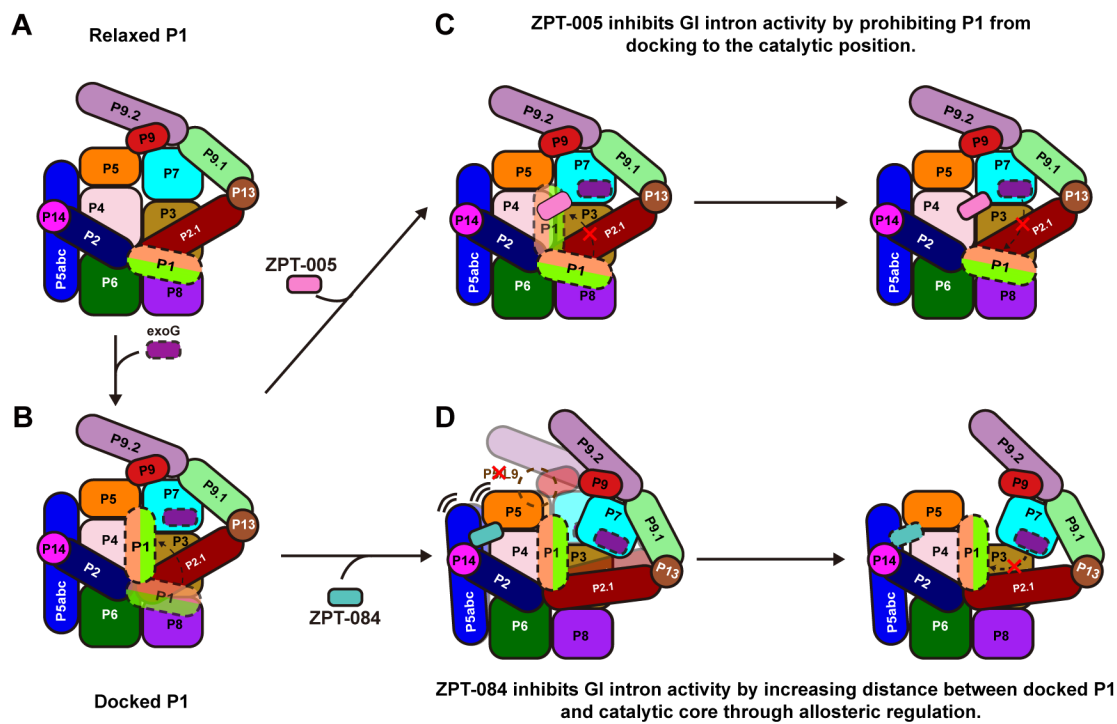 A
Relaxed P1
P9.2
P9
P9.1
P5
P7
P13
P4
P3
P14
P2
P2.1
P1
P5abc
P6
P8
exoG
B
P9.2
P9
P9.1
P5
P7
P13
P4
P1
P3
P14
P2
P2.1
P1
P5abc
P6
P8
Docked P1
ZPT-005
ZPT-084
C
ZPT-005 inhibits GI intron activity by prohibiting P1 from
docking to the catalytic position.
P9.2
P9
P9.1
P5
P7
P13
P4
P3
P14
P1
P2
P2.1
P1
P5abc
P6
P8
P9.2
P9
P9.1
P5
P7
P13
P4
P3
P14
P2
P2.1
P1
P5abc
P6
P8
D
P9.2
P9
P5
P7
P9.1
P4
P1
P3
P14
P13
P2
P2.1
P5abc
P6
P8
P9.2
P9
P5
P7
P9.1
P4
P1
P3
P14
P13
P2
P2.1
P5abc
P6
P8
ZPT-084 inhibits GI intron activity by increasing distance between docked P1
and catalytic core through allosteric regulation.